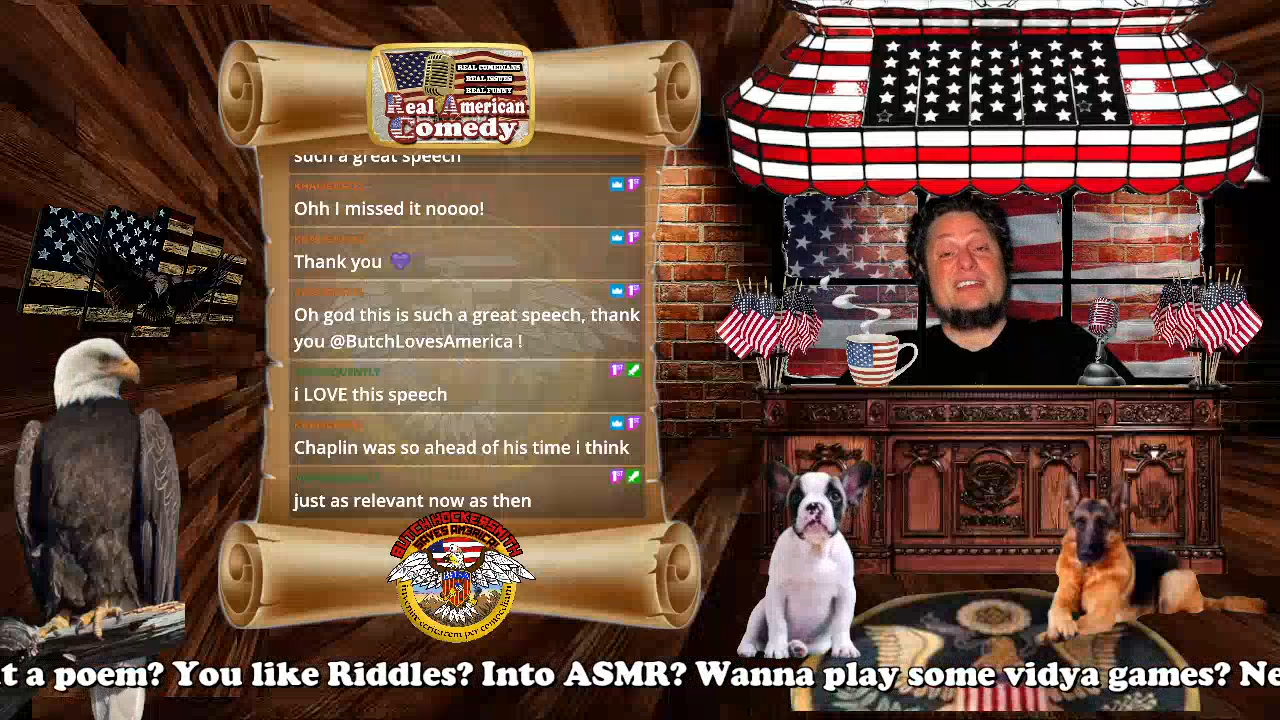 REAL COMEDIANS
REAL ISSUES
REAL FUNNY
Real American
Comedy
such a great speech
Ohh I missed it noooo!
Thank you
Oh god this is such a great speech, thank
you @ButchLovesAmerica !
i LOVE this speech
Chaplin was so ahead of his time i think
just as relevant now as then
SAVES AMERICA!
t a poem? You like Riddles? Into ASMR? Wanna play some vidya games? Ne